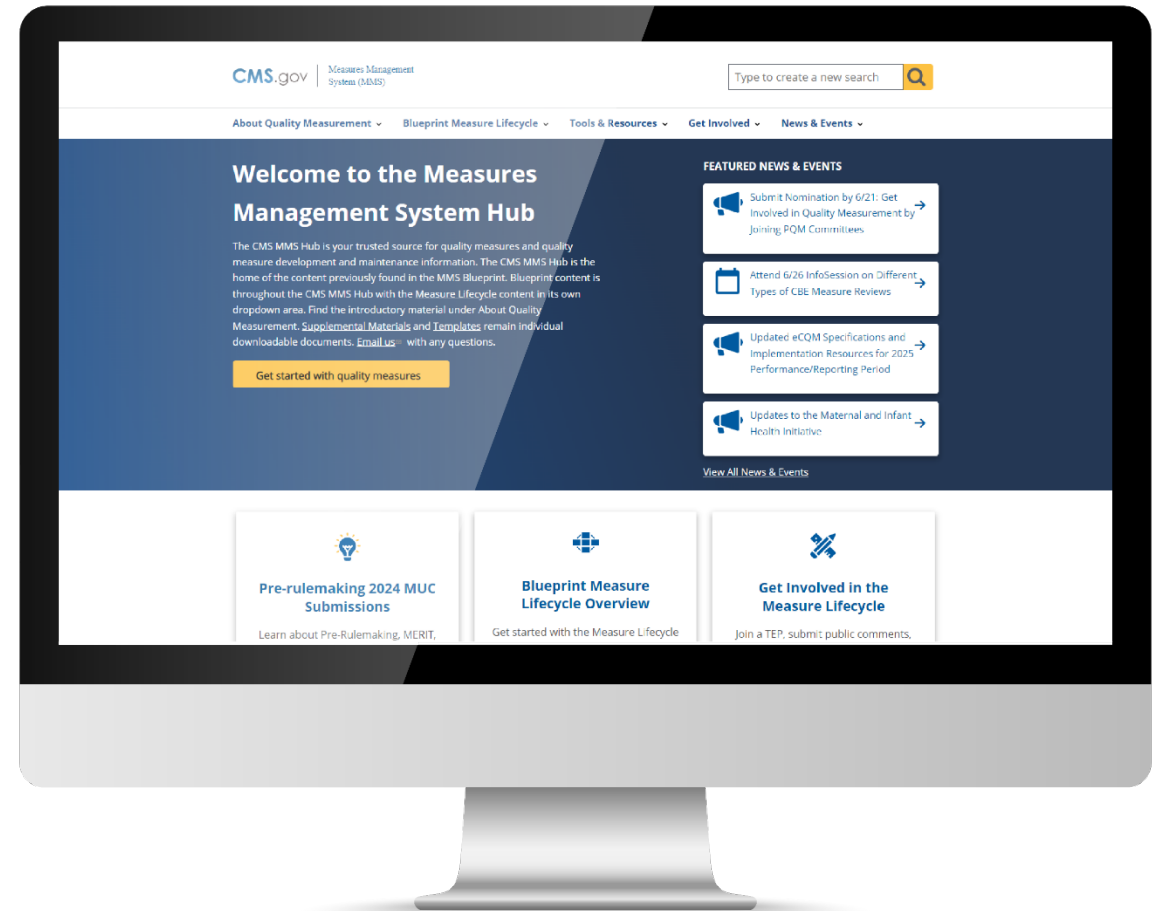 CMS.gov
Measures Management
System (MMS)
Type to create a new search
About Quality Measurement
Blueprint Measure Lifecycle
Tools & Resources
Get Involved
News & Events
Welcome to the Measures
Management System Hub
The CMS MMS Hub is your trusted source for quality measures and quality
measure development and maintenance information. The CMS MMS Hub is the
home of the content previously found in the MMS Blueprint. Blueprint content is
throughout the CMS MMS Hub with the Measure Lifecycle content in its own
dropdown area. Find the introductory material under About Quality
Measurement. Supplemental Materials and Templates remain individual
downloadable documents. Email us with any questions.
Get started with quality measures
FEATURED NEWS & EVENTS
Submit Nomination by 6/21: Get
Involved in Quality Measurement by
Joining PQM Committees
Attend 6/26 InfoSession on Different
Types of CBE Measure Reviews
Updated eCQM Specifications and
Implementation Resources for 2025
Performance/Reporting Period
Updates to the Maternal and Infant
Health Initiative
View All News & Events
Pre-rulemaking 2024 MUC
Submissions
Learn about Pre-Rulemaking, MERIT,
Blueprint Measure
Lifecycle Overview
Get started with the Measure Lifecycle
Get Involved in the
Measure Lifecycle
Join a TEP, submit public comments,